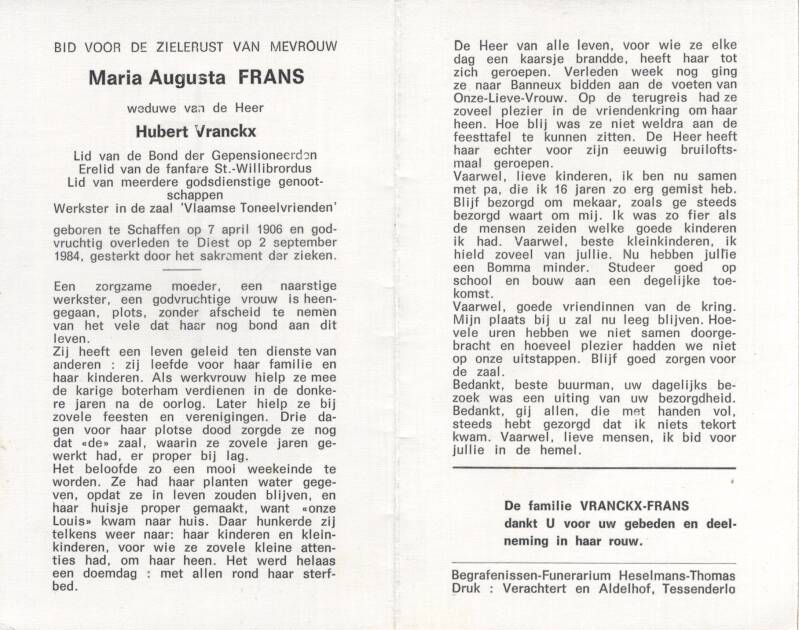 BID VOOR DE ZIELERUST VAN MEVROUW
Maria Augusta FRANS
weduwe van de Heer
Hubert Vranckx
Lid van de Bond der Gepensioneerden
Erelid van de fanfare St.-Willibrordus
Lid van meerdere godsdienstige genoot-
schappen
Werkster in de zaal 'Vlaamse Toneelvrienden'
geboren te Schaffen op 7 april 1906 en god-
vruchtig overleden te Diest op 2 september
1984, gesterkt door het sakrament der zieken.
Een zorgzame moeder, een naarstige
werkster, een godvruchtige vrouw is heen-
gegaan, plots, zonder afscheid te nemen
van het vele dat haar nog bond aan dit
leven.
Zij heeft een leven geleid ten dienste van
anderen : zij leefde voor haar familie en
haar kinderen. Als werkvrouw hielp ze mee
de karige boterham verdienen in de donke-
re jaren na de oorlog. Later hielp ze bij
zovele feesten en verenigingen. Drie da-
gen voor haar plotse dood zorgde ze nog
dat «de» zaal, waarin ze zovele jaren ge-
werkt had, er proper bij lag.
Het beloofde zo een mooi weekeinde te
worden. Ze had haar planten water gege-
ven, opdat ze in leven zouden blijven, en
haar huisje proper gemaakt, want «onze
Louis» kwam naar huis. Daar hunkerde zij
telkens weer naar: haar kinderen en klein-
kinderen, voor wie ze zovele kleine atten-
ties had, om haar heen. Het werd helaas
een doemdag : met allen rond haar sterf-
bed.
De Heer van alle leven, voor wie ze elke
dag een kaarsje brandde, heeft haar tot
zich geroepen. Verleden week nog ging
ze naar Banneux bidden aan de voeten van
Onze-Lieve-Vrouw. Op de terugreis had ze
zoveel plezier in de vriendenkring om haar
heen. Hoe blij was ze niet weldra aan de
feesttafel te kunnen zitten. De Heer heeft
haar echter voor zijn eeuwig bruilofts-
maal geroepen.
Vaarwel, lieve kinderen, ik ben nu samen
met pa, die ik 16 jaren zo erg gemist heb.
Blijf bezorgd om mekaar, zoals ge steeds
bezorgd waart om mij. Ik was zo fier als
de mensen zeiden welke goede kinderen
ik had. Vaarwel, beste kleinkinderen, ik
hield zoveel van jullie. Nu hebben jullie
een Bomma minder. Studeer goed op
school en bouw aan een degelijke toe-
komst.
Vaarwel, goede vriendinnen van de kring.
Mijn plaats bij u zal nu leeg blijven. Hoe-
vele uren hebben we niet samen doorge-
bracht en hoeveel plezier hadden we niet
op onze uitstappen. Blijf goed zorgen voor
de zaal.
Bedankt, beste buurman, uw dagelijks be-
zoek was een uiting van uw bezorgdheid.
Bedankt, gij allen, die met handen vol,
steeds hebt gezorgd dat ik niets tekort
kwam. Vaarwel, lieve mensen, ik bid voor
jullie in de hemel.
De familie VRANCKX-FRANS
dankt U voor uw gebeden en deel-
neming in haar rouw.
Begrafenissen-Funerarium Heselmans-Thomas
Druk : Verachtert en Aldelhof, Tessenderlo